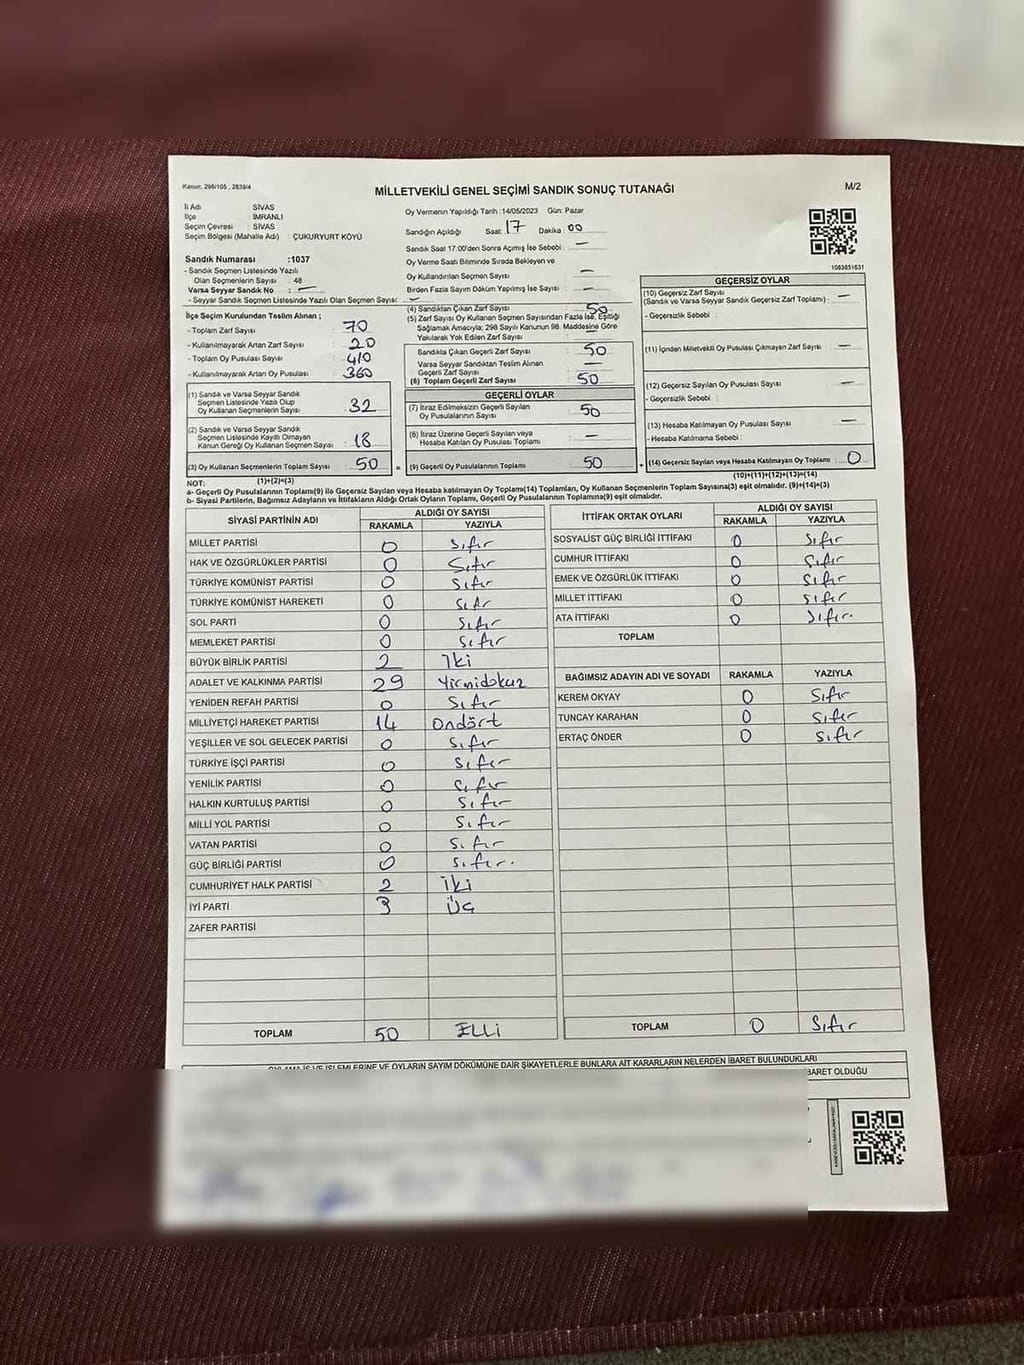 Kanun, 298/105 , 2839/4
MİLLETVEKİLİ GENEL SEÇİMİ SANDIK SONUÇ TUTANAĞI
M/2
İl Adı : SİVAS
İlçe : İMRANLI
Seçim Çevresi : SİVAS
Seçim Bölgesi (Mahalle Adı) : ÇUKURYURT KÖYÜ
Sandık Numarası :1037
- Sandık Seçmen Listesinde Yazılı
Olan Seçmenlerin Sayısı : 48
Varsa Seyyar Sandık No : —
- Seyyar Sandık Seçmen Listesinde Yazılı Olan Seçmen Sayısı: —
Oy Vermenin Yapıldığı Tarih :14/05/2023 Gün: Pazar
Sandığın Açıldığı Saat: 17 Dakika 00
Sandık Saat 17:00'den Sonra Açılmış İse Sebebi : —
Oy Verme Saati Bitiminde Sırada Bekleyen ve
Oy Kullandırılan Seçmen Sayısı —
Birden Fazla Sayım Döküm Yapılmış İse Sayısı : —
1083851631
İlçe Seçim Kurulundan Teslim Alınan ;
- Toplam Zarf Sayısı : 70
- Kullanılmayarak Artan Zarf Sayısı : 20
- Toplam Oy Pusulası Sayısı : 410
- Kullanılmayarak Artan Oy Pusulası : 360
(1) Sandık ve Varsa Seyyar Sandık
Seçmen Listesinde Yazılı Olup
Oy Kullanan Seçmenlerin Sayısı : 32
(2) Sandık ve Varsa Seyyar Sandık
Seçmen Listesinde Kayıtlı Olmayan
Kanun Gereği Oy Kullanan Seçmen Sayısı : 18
(3) Oy Kullanan Seçmenlerin Toplam Sayısı : 50
(1)+(2)=(3)
(4) Sandıktan Çıkan Zarf Sayısı : 50
(5) Zarf Sayısı Oy Kullanan Seçmen Sayısından Fazla İse, Eşitliği
Sağlamak Amacıyla; 298 Sayılı Kanunun 98. Maddesine Göre
Yakılarak Yok Edilen Zarf Sayısı : —
Sandıkta Çıkan Geçerli Zarf Sayısı : 50
Varsa Seyyar Sandıktan Teslim Alınan
Geçerli Zarf Sayısı : —
(6) Toplam Geçerli Zarf Sayısı : 50
GEÇERLİ OYLAR
(7) İtiraz Edilmeksizin Geçerli Sayılan
Oy Pusulalarının Sayısı : 50
(8) İtiraz Üzerine Geçerli Sayılan veya
Hesaba Katılan Oy Pusulası Toplamı : —
= (9) Geçerli Oy Pusulalarının Toplamı : 50
GEÇERSİZ OYLAR
(10) Geçersiz Zarf Sayısı
(Sandık ve Varsa Seyyar Sandık Geçersiz Zarf Toplamı) : —
- Geçersizlik Sebebi :
(11) İçinden Milletvekili Oy Pusulası Çıkmayan Zarf Sayısı : —
(12) Geçersiz Sayılan Oy Pusulası Sayısı : —
- Geçersizlik Sebebi :
(13) Hesaba Katılmayan Oy Pusulası Sayısı : —
- Hesaba Katılmama Sebebi :
+ (14) Geçersiz Sayılan veya Hesaba Katılmayan Oy Toplamı : 0
(10)+(11)+(12)+(13)=(14)
NOT:
a- Geçerli Oy Pusulalarının Toplamı(9) ile Geçersiz Sayılan veya Hesaba katılmayan Oy Toplamı(14) Toplamları, Oy Kullanan Seçmenlerin Toplam Sayısına(3) eşit olmalıdır. (9)+(14)=(3)
b- Siyasi Partilerin, Bağımsız Adayların ve İttifakların Aldığı Ortak Oyların Toplamı, Geçerli Oy Pusulalarının Toplamına(9) eşit olmalıdır.
SİYASİ PARTİNİN ADI ALDIĞI OY SAYISI
RAKAMLA YAZIYLA
MİLLET PARTİSİ 0 Sıfır
HAK VE ÖZGÜRLÜKLER PARTİSİ 0 Sıfır
TÜRKİYE KOMÜNİST PARTİSİ 0 Sıfır
TÜRKİYE KOMÜNİST HAREKETİ 0 Sıfır
SOL PARTİ 0 Sıfır
MEMLEKET PARTİSİ 0 Sıfır
BÜYÜK BİRLİK PARTİSİ 2 İki
ADALET VE KALKINMA PARTİSİ 29 Yirmidokuz
YENİDEN REFAH PARTİSİ 0 Sıfır
MİLLİYETÇİ HAREKET PARTİSİ 14 Ondört
YEŞİLLER VE SOL GELECEK PARTİSİ 0 Sıfır
TÜRKİYE İŞÇİ PARTİSİ 0 Sıfır
YENİLİK PARTİSİ 0 Sıfır
HALKIN KURTULUŞ PARTİSİ 0 Sıfır
MİLLİ YOL PARTİSİ 0 Sıfır
VATAN PARTİSİ 0 Sıfır
GÜÇ BİRLİĞİ PARTİSİ 0 Sıfır.
CUMHURİYET HALK PARTİSİ 2 İki
İYİ PARTİ 3 Üç
ZAFER PARTİSİ
TOPLAM 50 ELLİ
İTTİFAK ORTAK OYLARI ALDIĞI OY SAYISI
RAKAMLA YAZIYLA
SOSYALİST GÜÇ BİRLİĞİ İTTİFAKI 0 Sıfır
CUMHUR İTTİFAKI 0 Sıfır
EMEK VE ÖZGÜRLÜK İTTİFAKI 0 Sıfır
MİLLET İTTİFAKI 0 Sıfır
ATA İTTİFAKI 0 Sıfır.
TOPLAM
BAĞIMSIZ ADAYIN ADI VE SOYADI RAKAMLA YAZIYLA
KEREM OKYAY 0 Sıfır
TUNCAY KARAHAN 0 Sıfır
ERTAÇ ÖNDER 0 Sıfır
TOPLAM 0 Sıfır
İŞLEMLERİNE VE OYLARIN SAYIM DÖKÜMÜNE DAİR ŞİKAYETLERLE BUNLARA AİT KARARLARIN NELERDEN İBARET BULUNDUKLARI
İBARET OLDUĞU